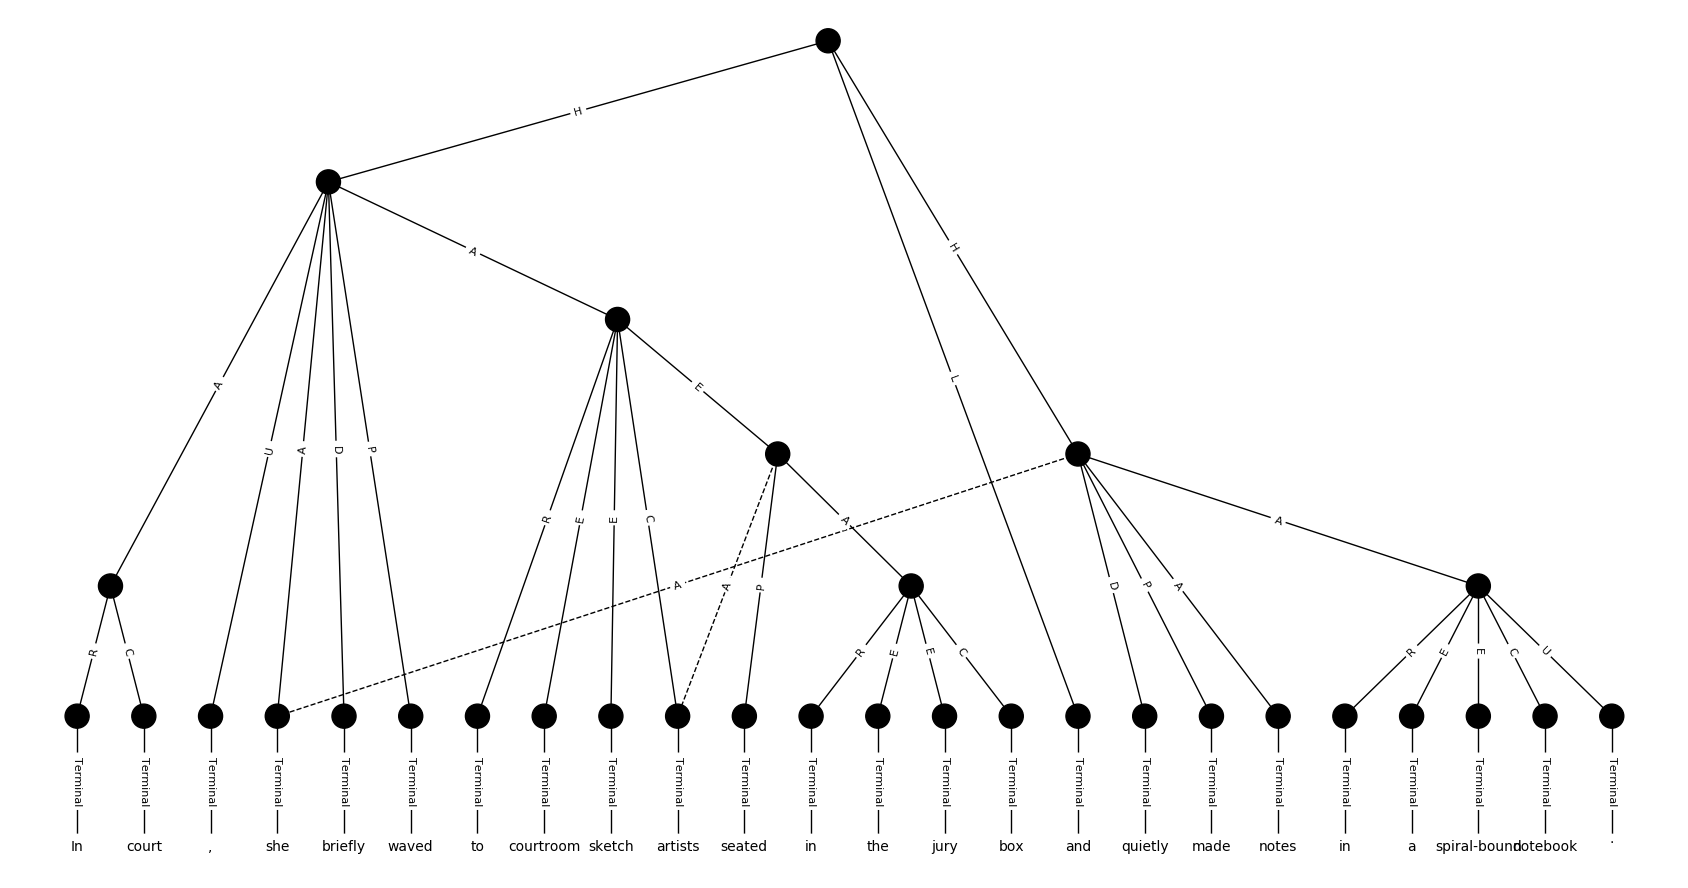 H
A
H
A
L
E
A U A D P
R E E C A A
A P A D P A
R C R E E C R E E C U
Terminal Terminal Terminal Terminal Terminal Terminal Terminal Terminal Terminal Terminal Terminal Terminal Terminal Terminal Terminal Terminal Terminal Terminal Terminal Terminal Terminal Terminal Terminal Terminal
In court , she briefly waved to courtroom sketch artists seated in the jury box and quietly made notes in a spiral-bound notebook .